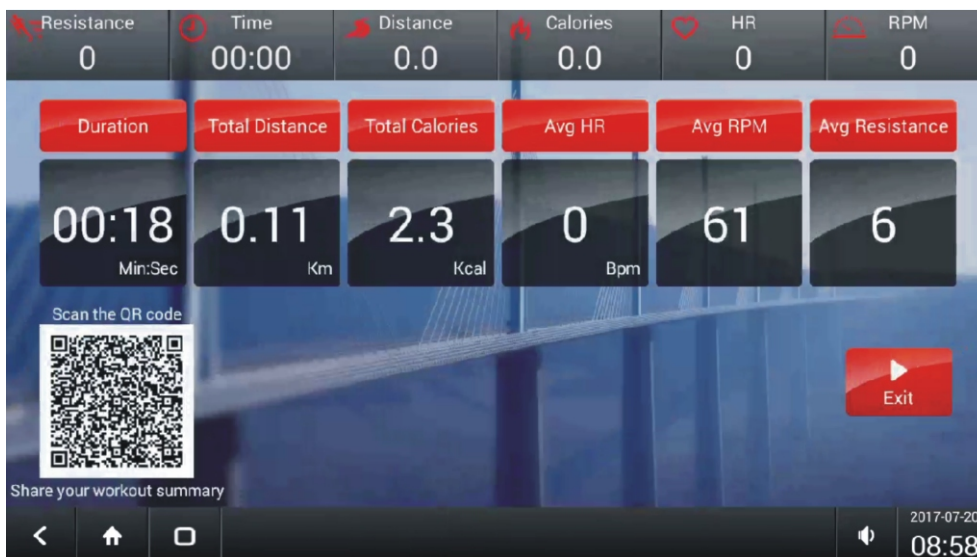 Resistance Time Distance Calories HR RPM
0 00:00 0.0 0.0 0 0
Duration Total Distance Total Calories Avg HR Avg RPM Avg Resistance
00:18 0.11 2.3 0 61 6
Min:Sec Km Kcal Bpm
Scan the QR code
Exit
Share your workout summary
2017-07-20
08:58